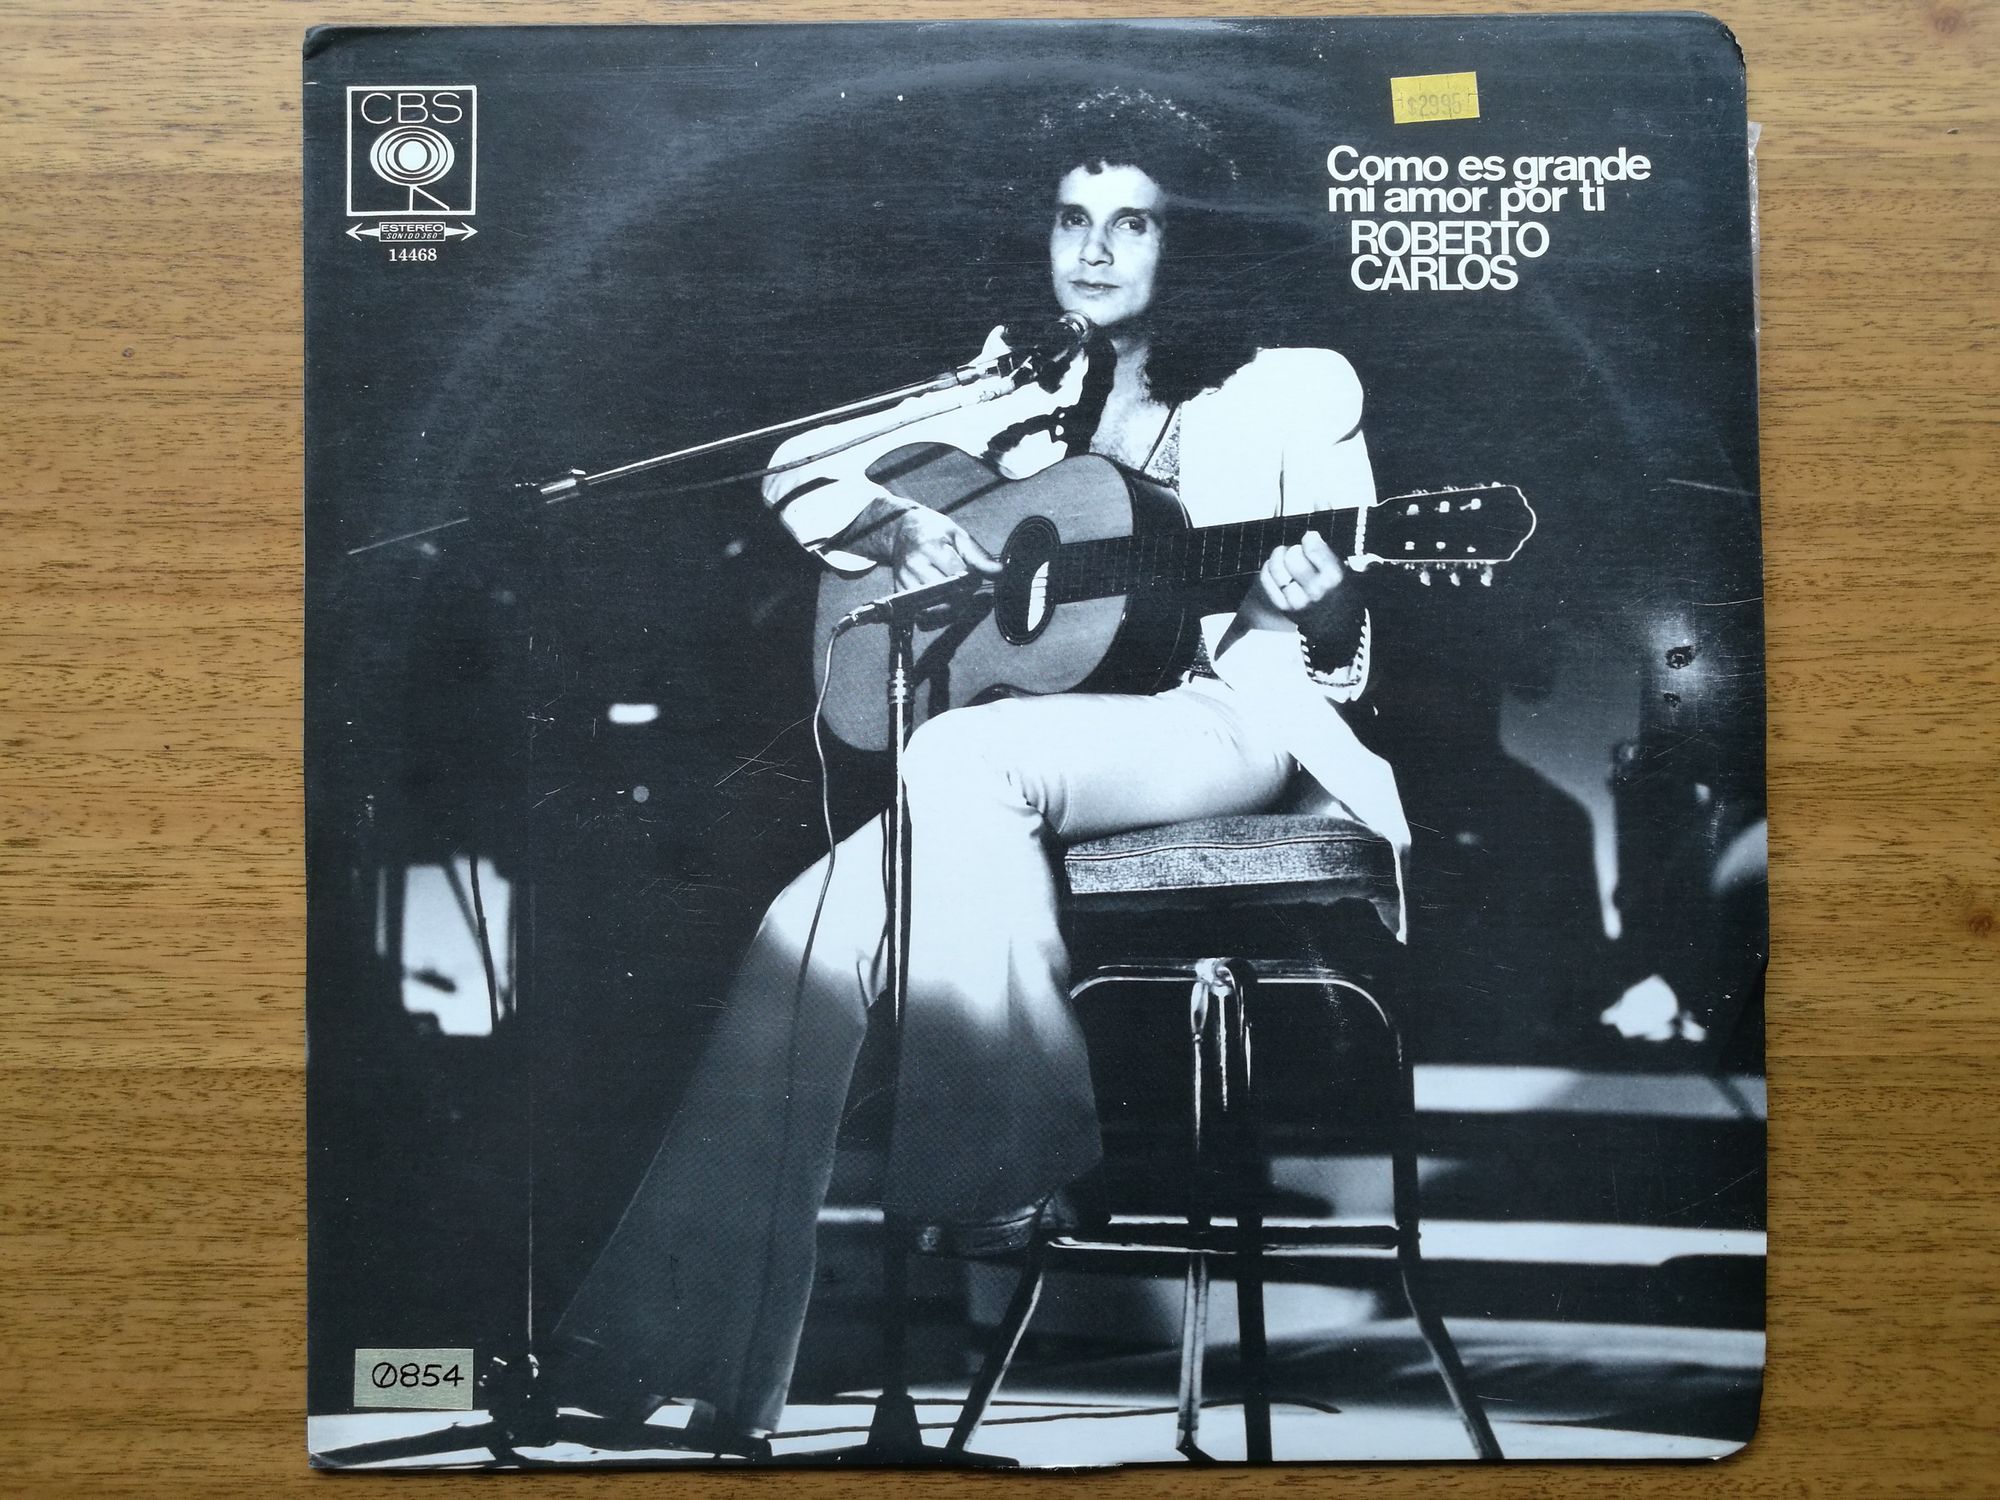 CBS
ESTEREO
"SONIDO 360"
14468
$2995
Como es grande
mi amor por ti
ROBERTO
CARLOS
0854